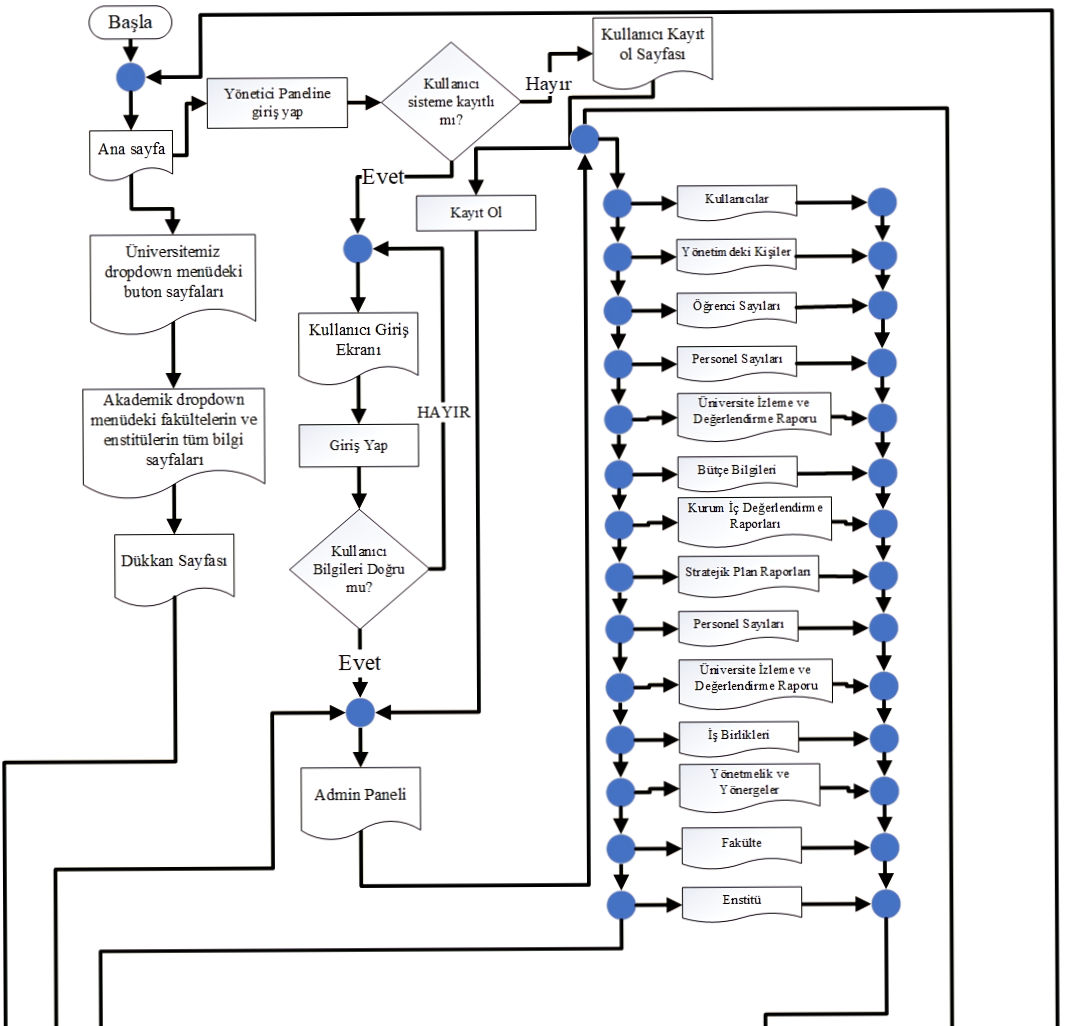 Başla
Kullanıcı Kayıt
ol Sayfası
Yönetici Paneline
giriş yap
Kullanıcı
sisteme kayıtlı
mı?
Hayır
Ana sayfa
Evet
Kayıt Ol
Üniversitemiz
dropdown menüdeki
buton sayfaları
Kullanıcı Giriş
Ekranı
Akademik dropdown
menüdeki fakültelerin ve
enstitülerin tüm bilgi
sayfaları
HAYIR
Giriş Yap
Dükkan Sayfası
Kullanıcı
Bilgileri Doğru
mu?
Evet
Admin Paneli
Kullanıcılar
Yönetimdeki Kişiler
Öğrenci Sayıları
Personel Sayıları
Üniversite İzleme ve
Değerlendirme Raporu
Bütçe Bilgileri
Kurum İç Değerlendirme
Raporları
Stratejik Plan Raporları
Personel Sayıları
Üniversite İzleme ve
Değerlendirme Raporu
İş Birlikleri
Yönetmelik ve
Yönergeler
Fakülte
Enstitü